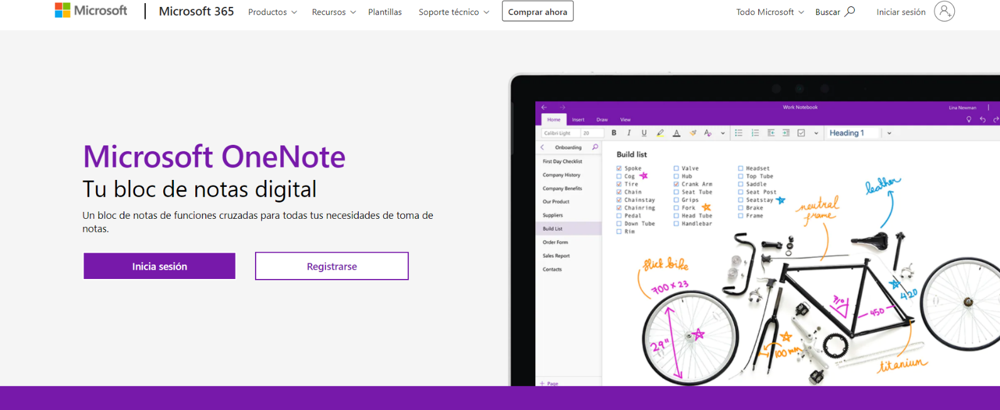 Microsoft
Microsoft 365
Productos
Recursos
Plantillas
Soporte técnico
Comprar ahora
Todo Microsoft
Buscar
Iniciar sesión
Microsoft OneNote
Tu bloc de notas digital
Un bloc de notas de funciones cruzadas para todas tus necesidades de toma de
notas.
Inicia sesión
Registrarse
Work Notebook
Lina Newman
Home
Insert
Draw
View
Calibri Light
20
B
I
U
A
Heading 1
Onboarding
First Day Checklist
Company History
Company Benefits
Our Product
Suppliers
Build List
Order Form
Sales Report
Contacts
+ Page
Build list
Spoke
Cog
Tire
Chain
Chainstay
Chainring
Pedal
Down Tube
Rim
Valve
Hub
Crank Arm
Seat Tube
Grips
Fork
Head Tube
Handlebar
Headset
Top Tube
Saddle
Seat Post
Seatstay
Brake
Frame
leather
neutral
frame
slick bike
700 x 23
29"
71°
450
420
100 mm
titanium